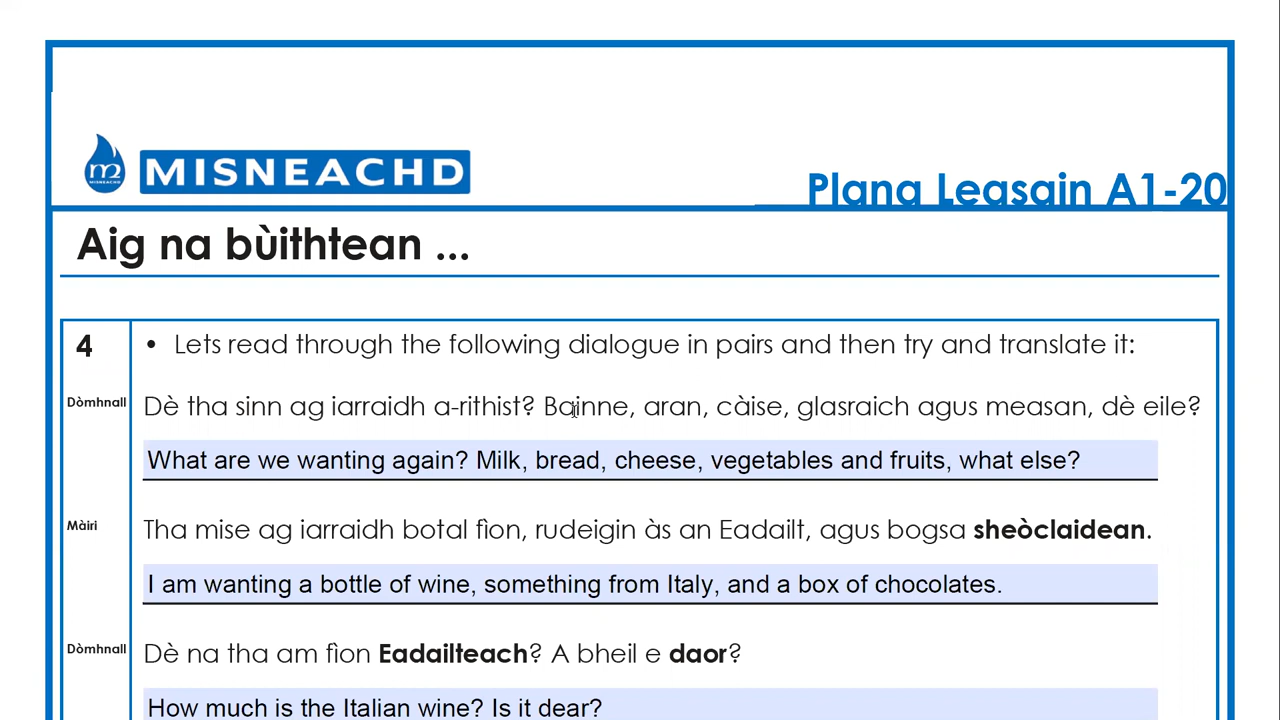 MISNEACHD
MISNEACHD
Plana Leasain A1-20
Aig na bùithtean ...
4
• Lets read through the following dialogue in pairs and then try and translate it:
Dòmhnall
Dè tha sinn ag iarraidh a-rithist? Bainne, aran, càise, glasraich agus measan, dè eile?
What are we wanting again? Milk, bread, cheese, vegetables and fruits, what else?
Màiri
Tha mise ag iarraidh botal fìon, rudeigin às an Eadailt, agus bogsa sheòclaidean.
I am wanting a bottle of wine, something from Italy, and a box of chocolates.
Dòmhnall
Dè na tha am fìon Eadailteach? A bheil e daor?
How much is the Italian wine? Is it dear?